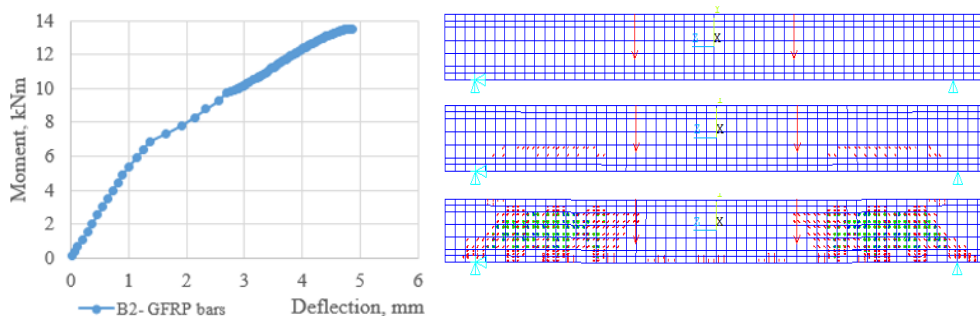 14
12
10
8
6
4
2
0
Moment, kNm
0 1 2 3 4 5 6
B2- GFRP bars
Deflection, mm
Z X
Z X
Z X